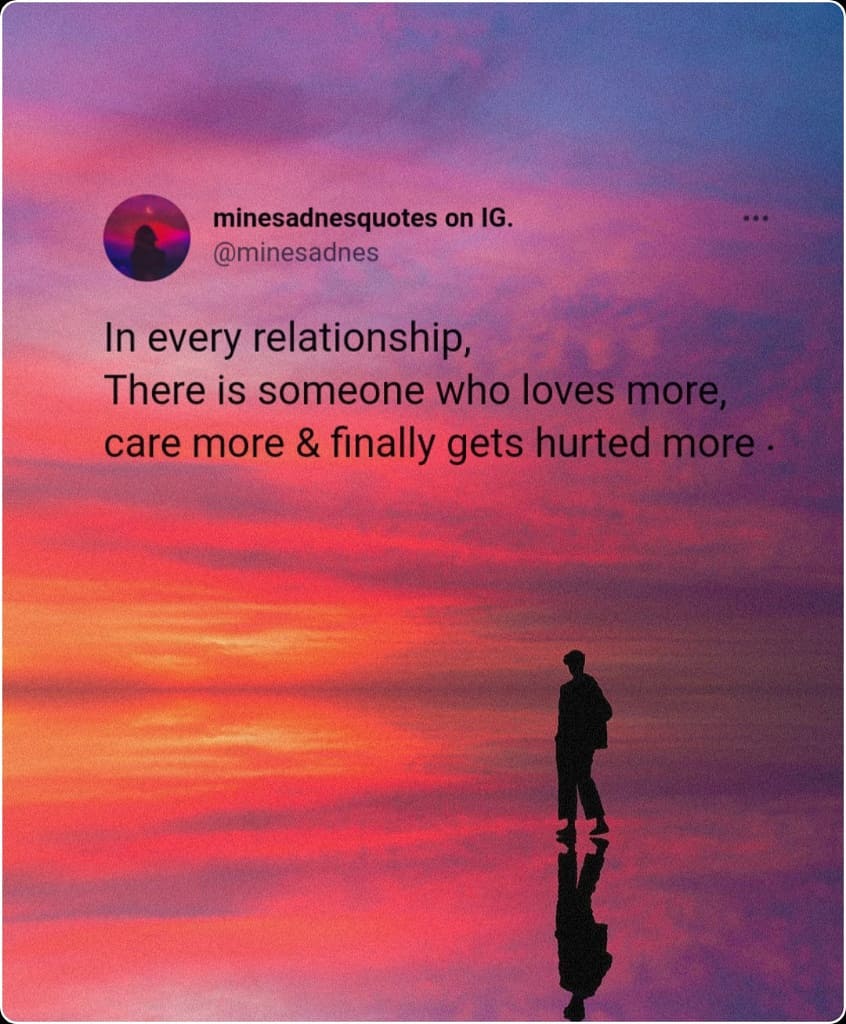 minesadnesquotes on IG.
@minesadnes
In every relationship,
There is someone who loves more,
care more & finally gets hurted more .